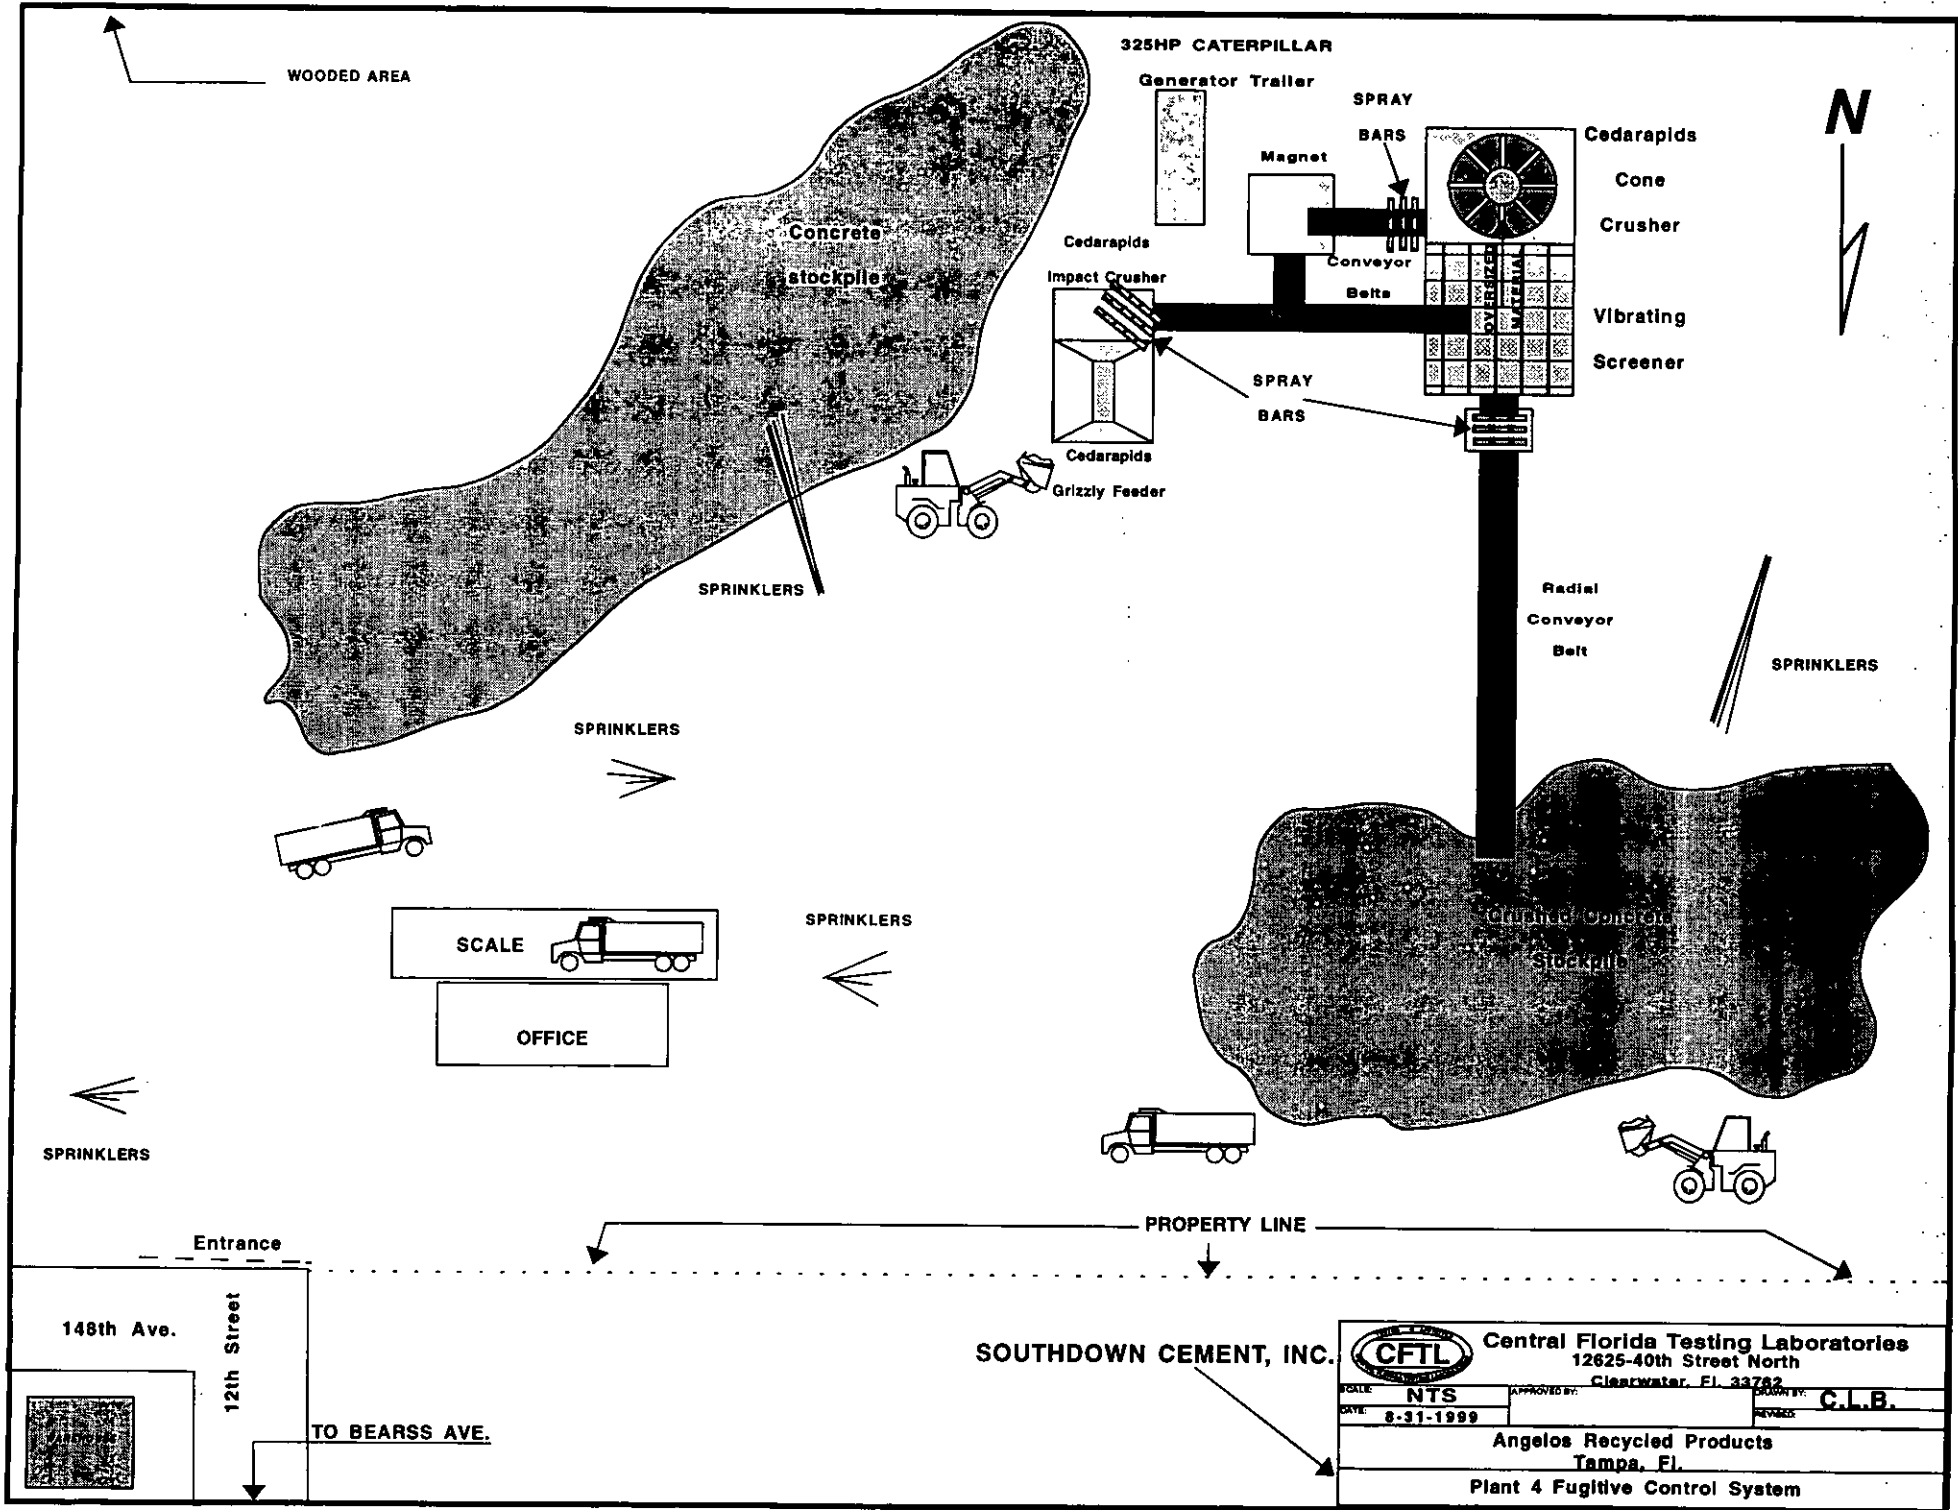 WOODED AREA
325HP CATERPILLAR
Generator Trailer
SPRAY
BARS
Magnet
Cedarapids
Cone
Crusher
N
Concrete
stockpile
Cedarapids
Impact Crusher
Conveyor
Belts
OVERSIZED
MATERIAL
Vibrating
Screener
SPRAY
BARS
Cedarapids
Grizzly Feeder
SPRINKLERS
Radial
Conveyor
Belt
SPRINKLERS
SPRINKLERS
SCALE
SPRINKLERS
Crushed Concrete
Stockpile
OFFICE
SPRINKLERS
PROPERTY LINE
Entrance
148th Ave.
12th Street
TO BEARSS AVE.
SOUTHDOWN CEMENT, INC.
CFTL
Central Florida Testing Laboratories
12625-40th Street North
Clearwater, Fl. 33762
SCALE: NTS
APPROVED BY:
DRAWN BY: C.L.B.
DATE: 8-31-1999
REVISED:
Angelos Recycled Products
Tampa, Fl.
Plant 4 Fugitive Control System